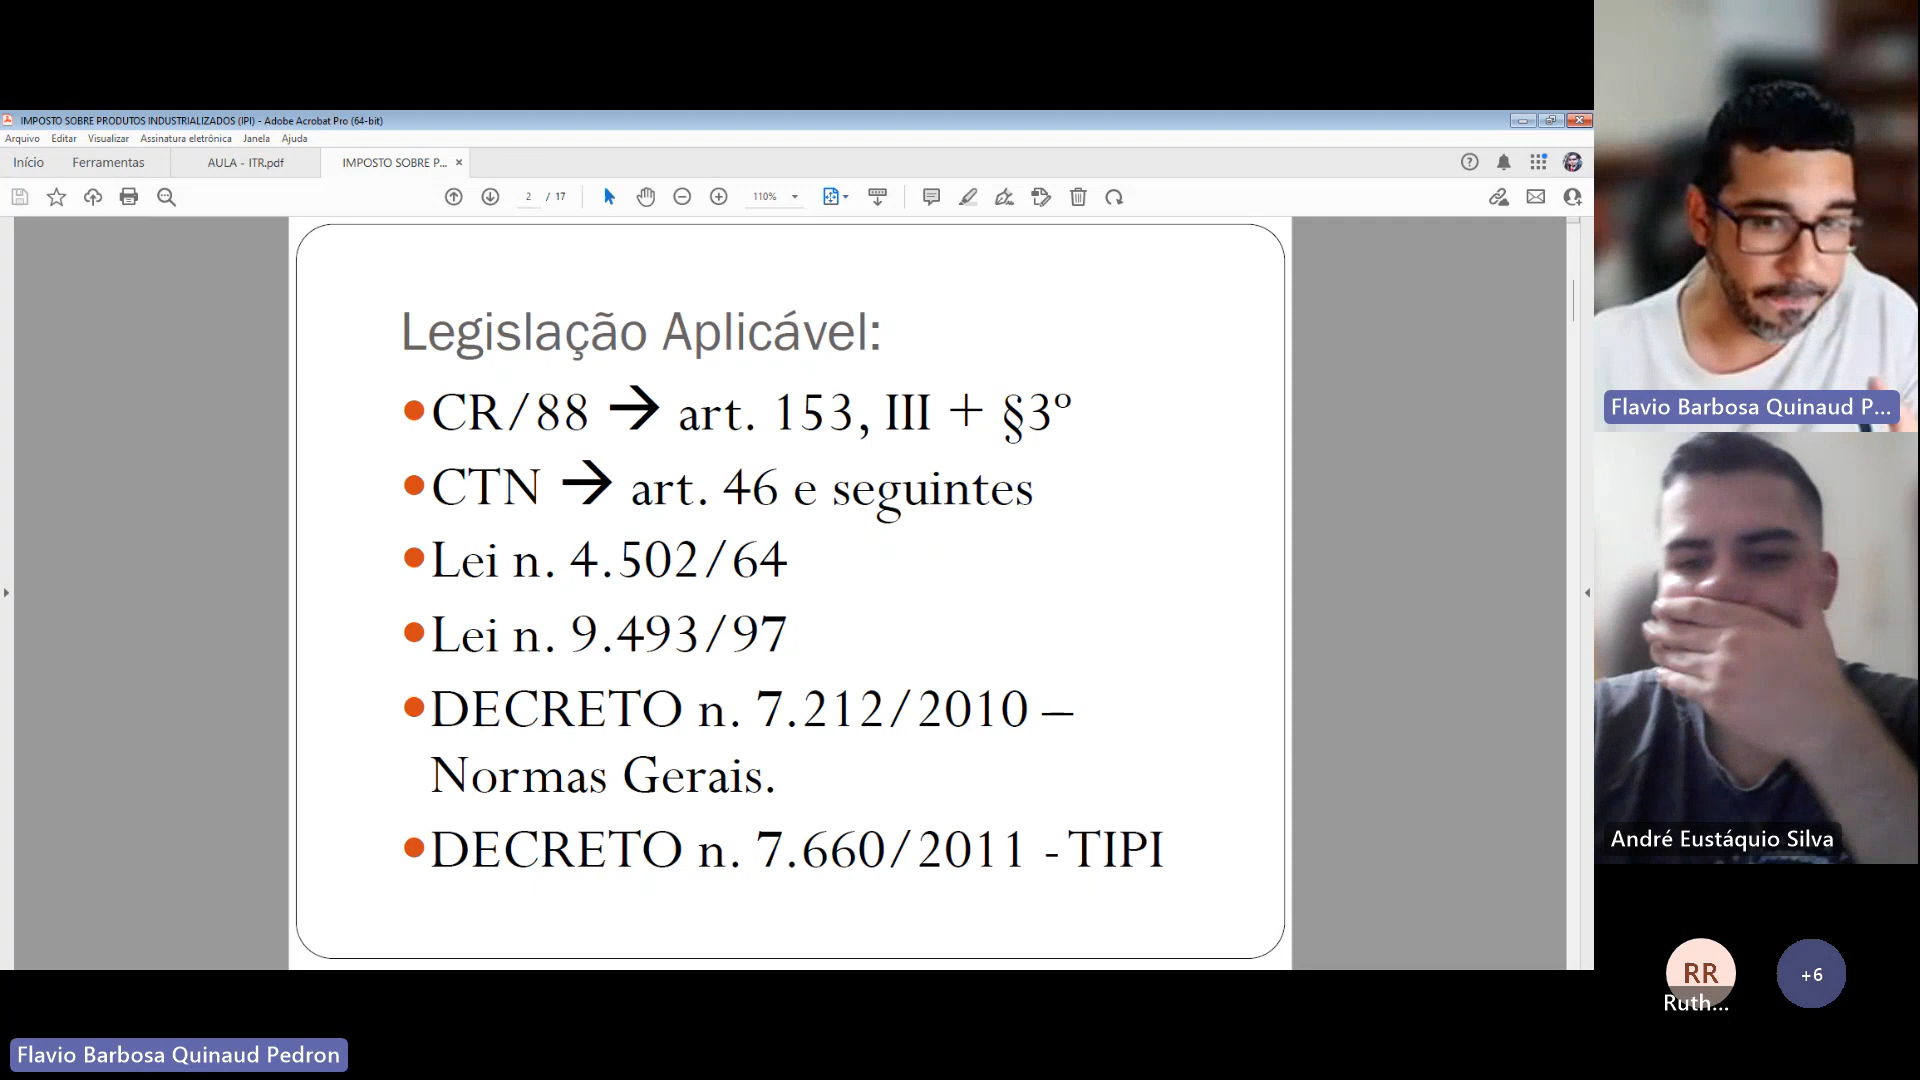 IMPOSTO SOBRE PRODUTOS INDUSTRIALIZADOS (IPI) - Adobe Acrobat Pro (64-bit)
Arquivo Editar Visualizar Assinatura eletrônica Janela Ajuda
Início Ferramentas AULA - ITR.pdf IMPOSTO SOBRE P... ×
2 / 17 110%
Legislação Aplicável:
•CR/88 → art. 153, III + §3º
•CTN → art. 46 e seguintes
•Lei n. 4.502/64
•Lei n. 9.493/97
•DECRETO n. 7.212/2010 –
Normas Gerais.
•DECRETO n. 7.660/2011 - TIPI
Flavio Barbosa Quinaud P...
André Eustáquio Silva
RR
Ruth...
+6
Flavio Barbosa Quinaud Pedron